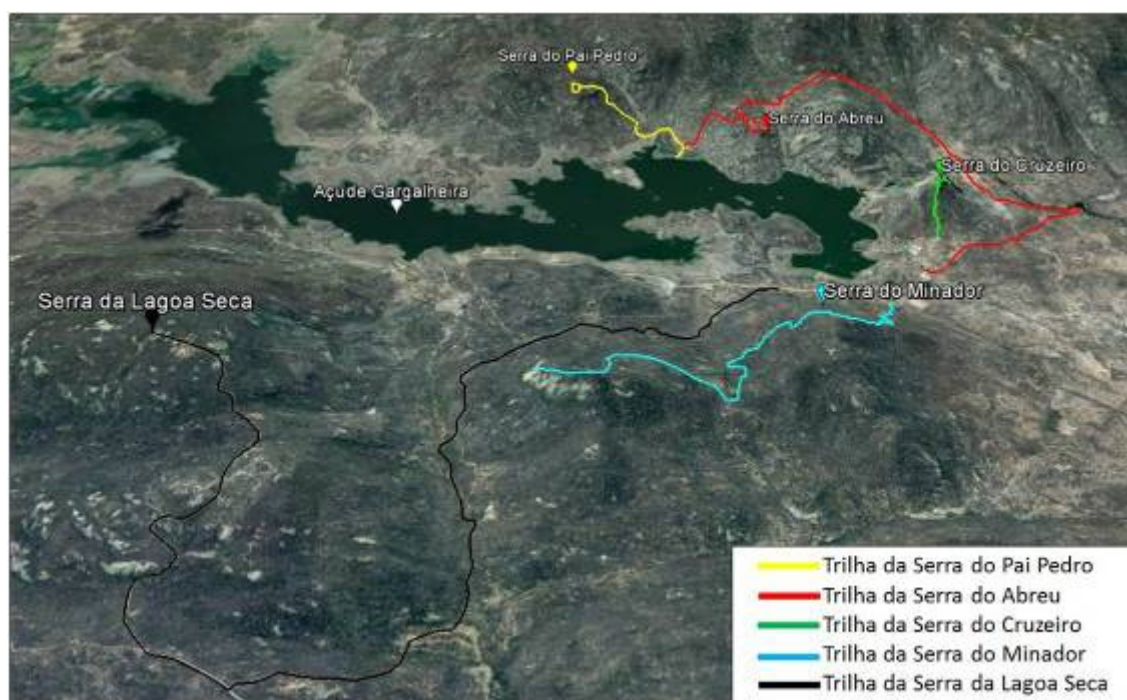 Serra do Pai Pedro
Serra do Abreu
Serra do Cruzeiro
Açude Gargalheira
Serra do Minador
Serra da Lagoa Seca
Trilha da Serra do Pai Pedro
Trilha da Serra do Abreu
Trilha da Serra do Cruzeiro
Trilha da Serra do Minador
Trilha da Serra da Lagoa Seca